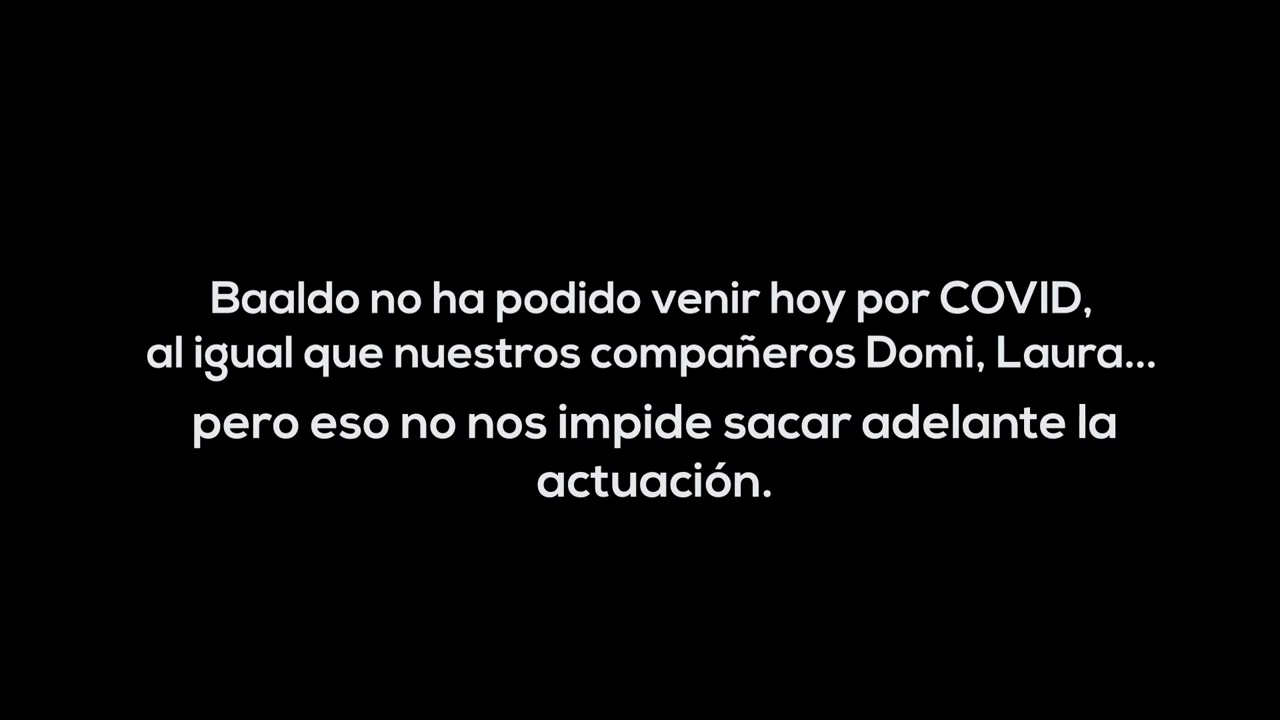 Baaldo no ha podido venir hoy por COVID,
al igual que nuestros compañeros Domi, Laura...
pero eso no nos impide sacar adelante la
actuación.